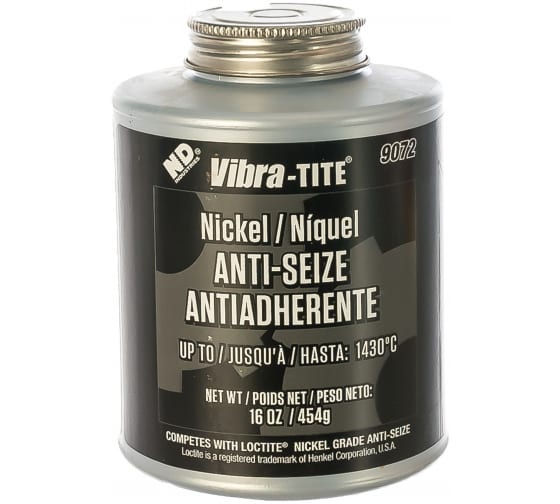 ND
INDUSTRIES®
Vibra-TITE®
9072
Nickel / Níquel
ANTI-SEIZE
ANTIADHERENTE
UP TO / JUSQU'À / HASTA: 1430°C
NET WT / POIDS NET / PESO NETO:
16 OZ / 454g
COMPETES WITH LOCTITE® NICKEL GRADE ANTI-SEIZE
Loctite is a registered trademark of Henkel Corporation, U.S.A.